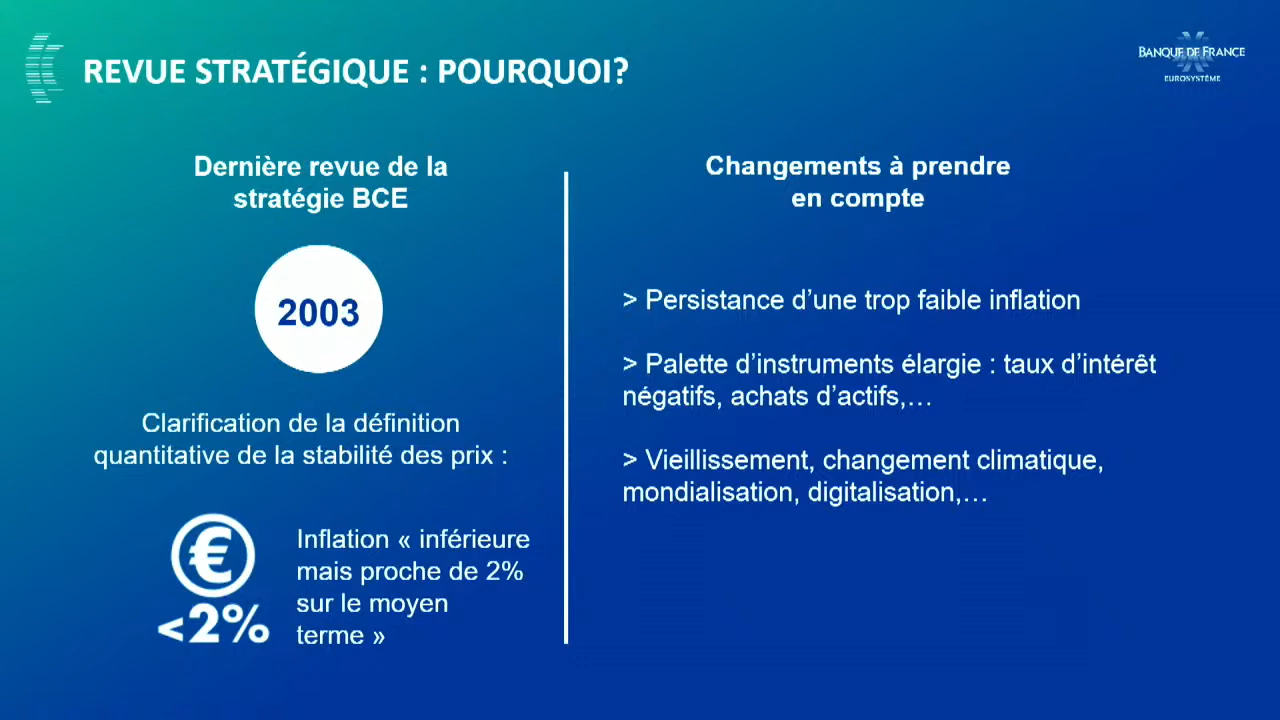 REVUE STRATÉGIQUE : POURQUOI?
BANQUE DE FRANCE
EUROSYSTÈME
Dernière revue de la
stratégie BCE
2003
Clarification de la définition
quantitative de la stabilité des prix :
€
<2%
Inflation « inférieure
mais proche de 2%
sur le moyen
terme »
Changements à prendre
en compte
> Persistance d’une trop faible inflation
> Palette d’instruments élargie : taux d’intérêt
négatifs, achats d’actifs,…
> Vieillissement, changement climatique,
mondialisation, digitalisation,…